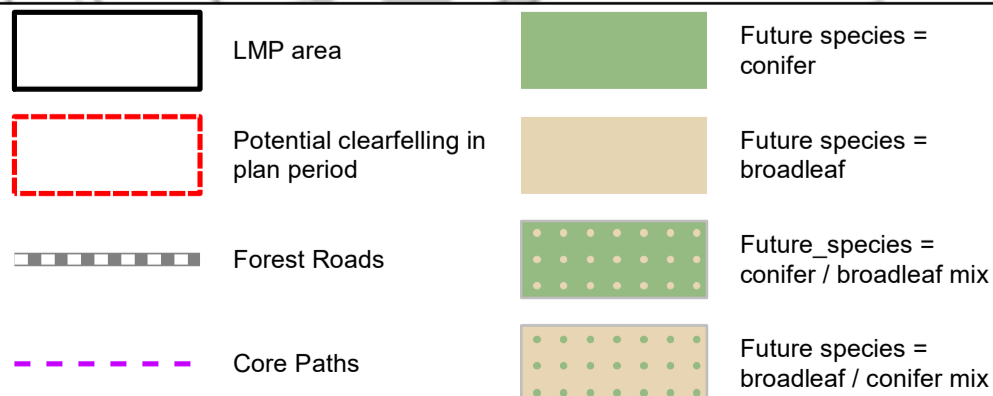 LMP area
Potential clearfelling in
plan period
Forest Roads
Core Paths
Future species =
conifer
Future species =
broadleaf
Future_species =
conifer / broadleaf mix
Future species =
broadleaf / conifer mix